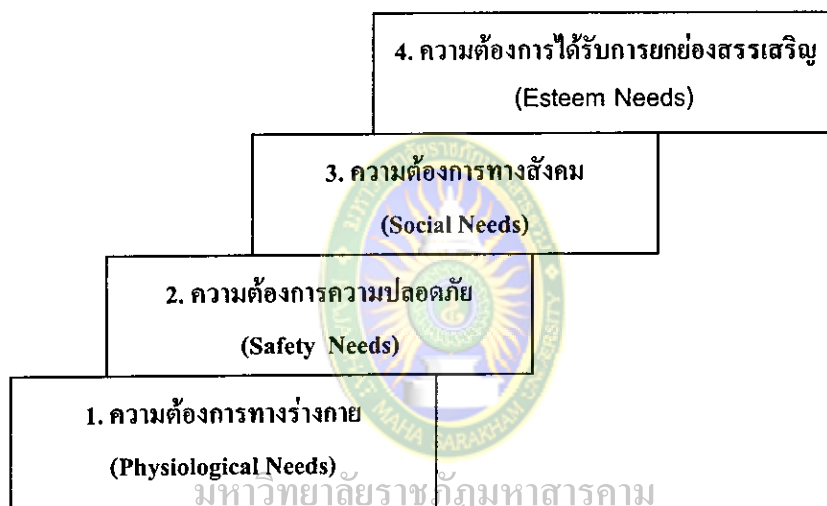 4. ความต้องการได้รับการยกย่องสรรเสริญ
(Esteem Needs)
3. ความต้องการทางสังคม
(Social Needs)
2. ความต้องการความปลอดภัย
(Safety Needs)
1. ความต้องการทางร่างกาย
(Physiological Needs)
มหาวิทยาลัยราชภัฏมหาสารคาม